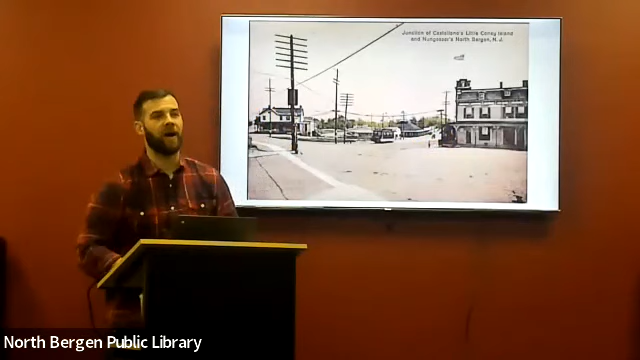 Junction of Castellano's Little Coney Island
and Nungesser's North Bergen, N. J.
North Bergen Public Library